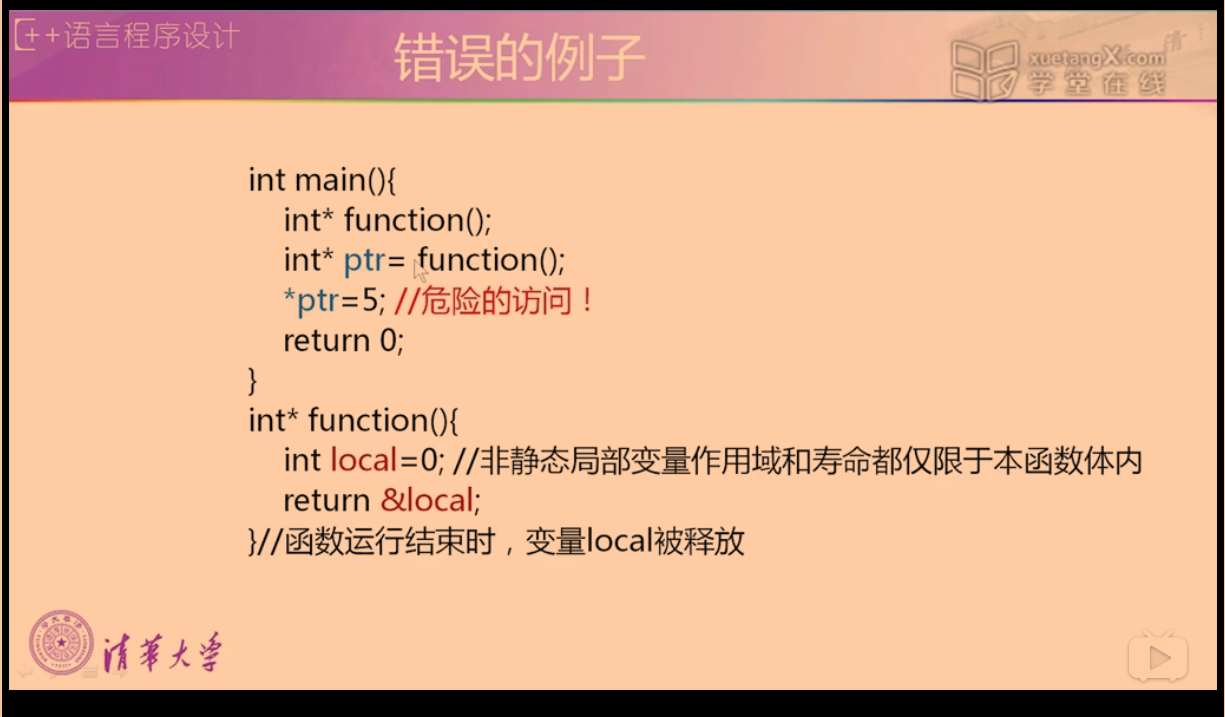 C++语言程序设计
错误的例子
xuetangX.com
学堂在线
int main(){
int* function();
int* ptr= function();
*ptr=5; //危险的访问！
return 0;
}
int* function(){
int local=0; //非静态局部变量作用域和寿命都仅限于本函数体内
return &local;
}//函数运行结束时，变量local被释放
清华大学